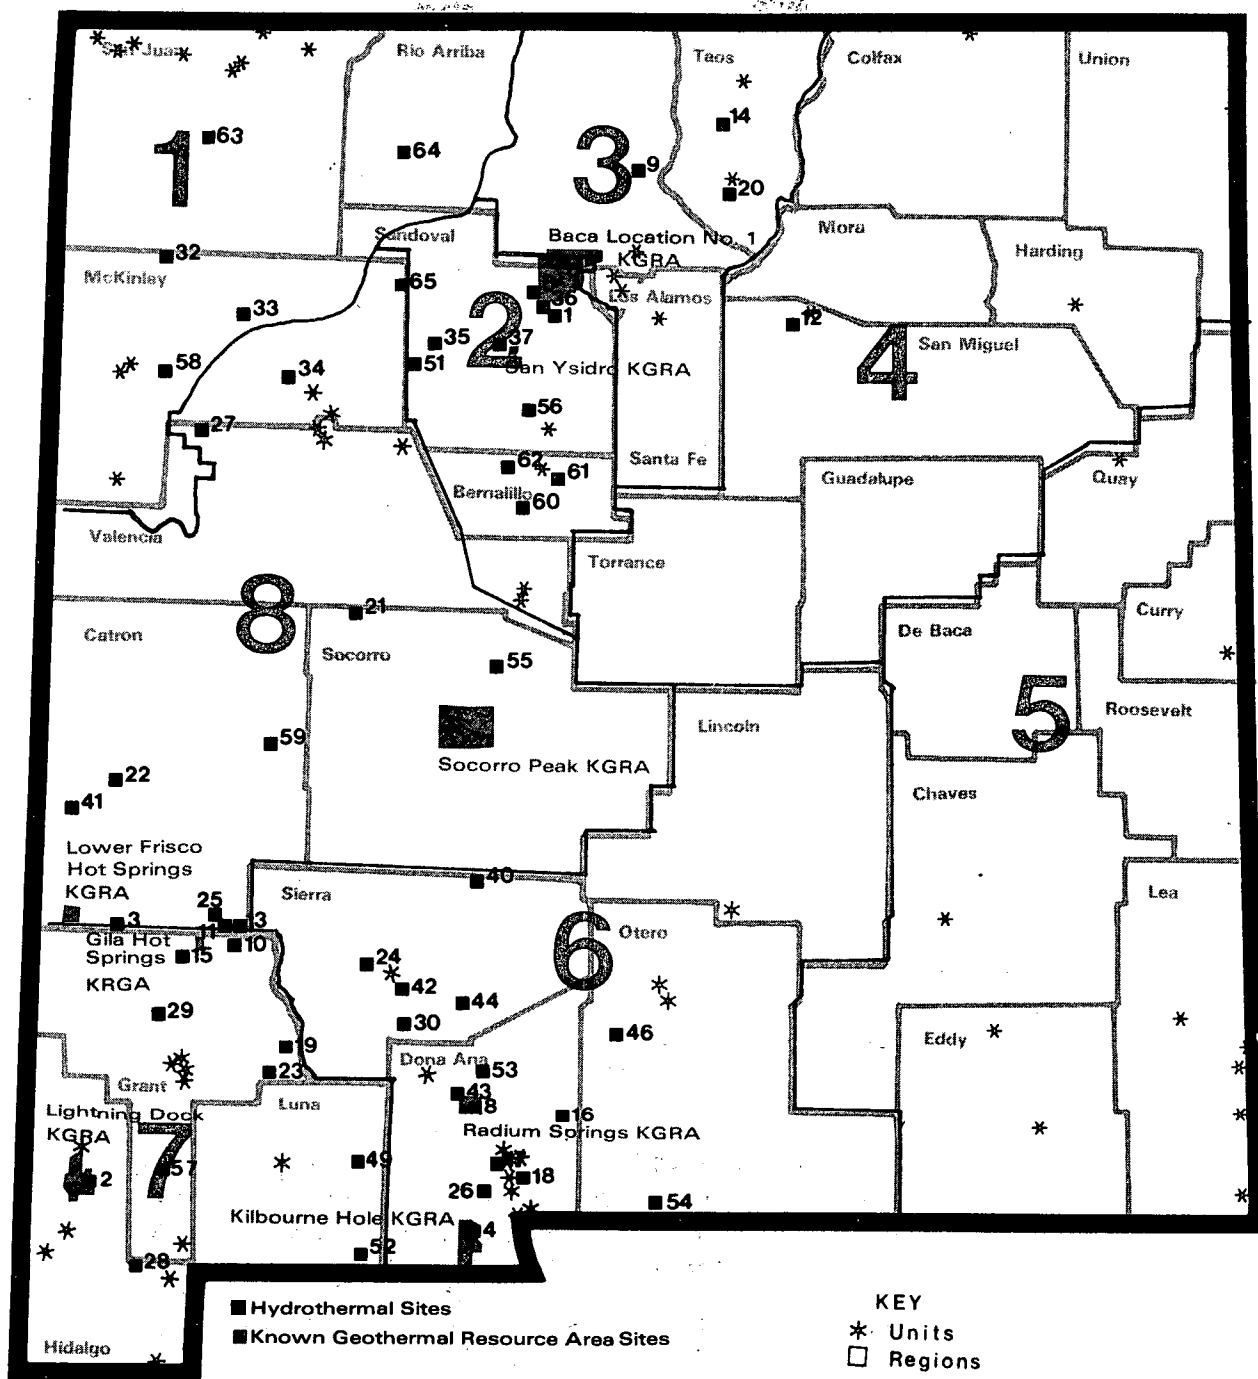 San Juan
Rio Arriba
Taos
Colfax
Union
14
63
1
64
3
9
20
Sandoval
Baca Location No. 1
KGRA
Mora
Harding
32
McKinley
65
36
Los Alamos
33
1
12
2
35
37
San Miguel
4
51
San Ysidro KGRA
58
34
56
27
62
61
Santa Fe
Guadalupe
Quay
Bernalillo
60
Valencia
Torrance
8
21
Curry
Catron
De Baca
Socorro
55
5
Roosevelt
Lincoln
59
Socorro Peak KGRA
22
Chaves
41
Lower Frisco
Hot Springs
KGRA
40
Sierra
Lea
25
3
11
13
Otero
6
Gila Hot
Springs
10
15
24
KRGA
42
44
29
30
46
19
Dona Ana
Eddy
23
53
Grant
43
Luna
8
16
Lightning Dock
KGRA
Radium Springs KGRA
7
57
49
2
18
26
54
Kilbourne Hole KGRA
4
52
28
Hydrothermal Sites
Known Geothermal Resource Area Sites
KEY
Units
Regions
Hidalgo